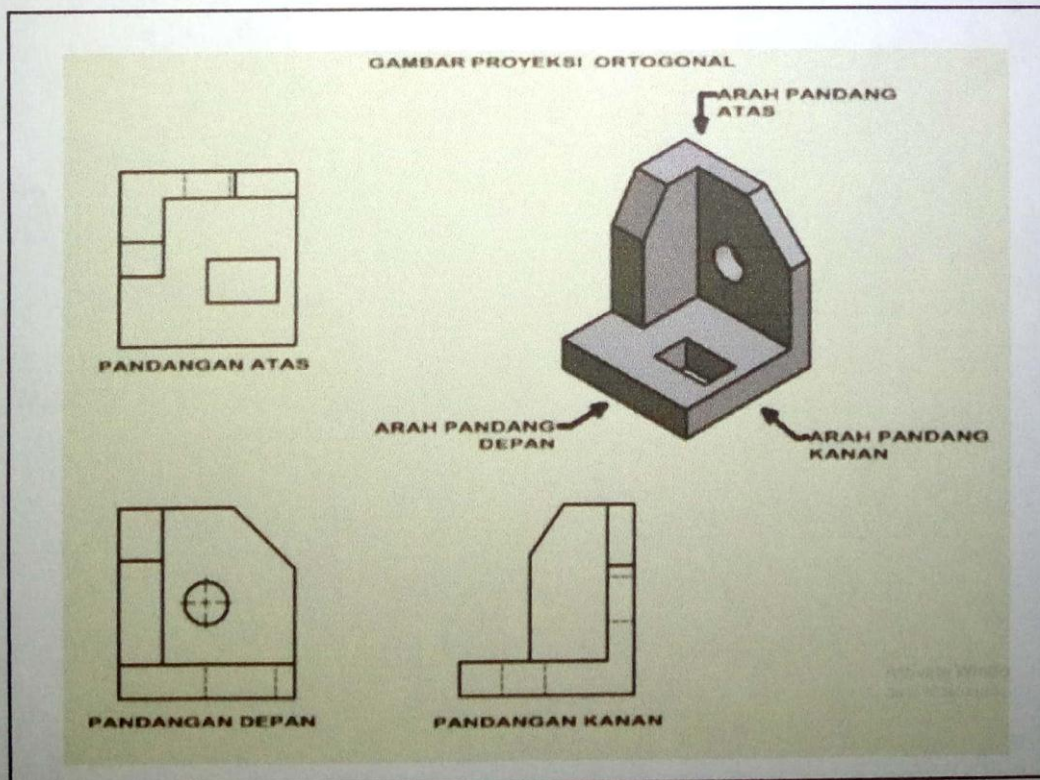 GAMBAR PROYEKSI ORTOGONAL
ARAH PANDANG
ATAS
PANDANGAN ATAS
ARAH PANDANG
DEPAN
ARAH PANDANG
KANAN
PANDANGAN DEPAN
PANDANGAN KANAN